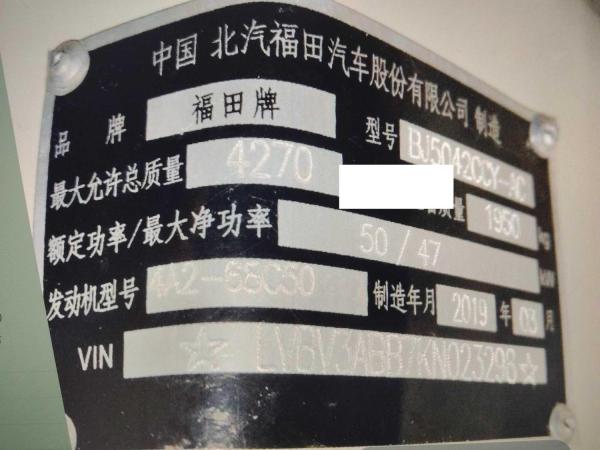 中国 北汽福田汽车股份有限公司 制造
品 牌 福田牌 型号 BJ5042CCY-AC
最大允许总质量 4270 质量 1950 kg
额定功率/最大净功率 50/47 kW
发动机型号 4A2-65C50 制造年月 2019 年 03 月
VIN ☆ LV6V3ABB7KN023298☆